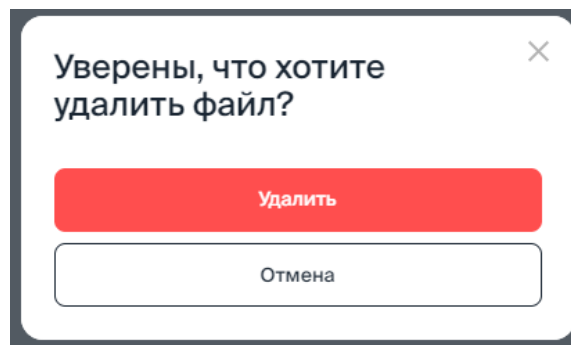 Уверены, что хотите
удалить файл?
Удалить
Отмена